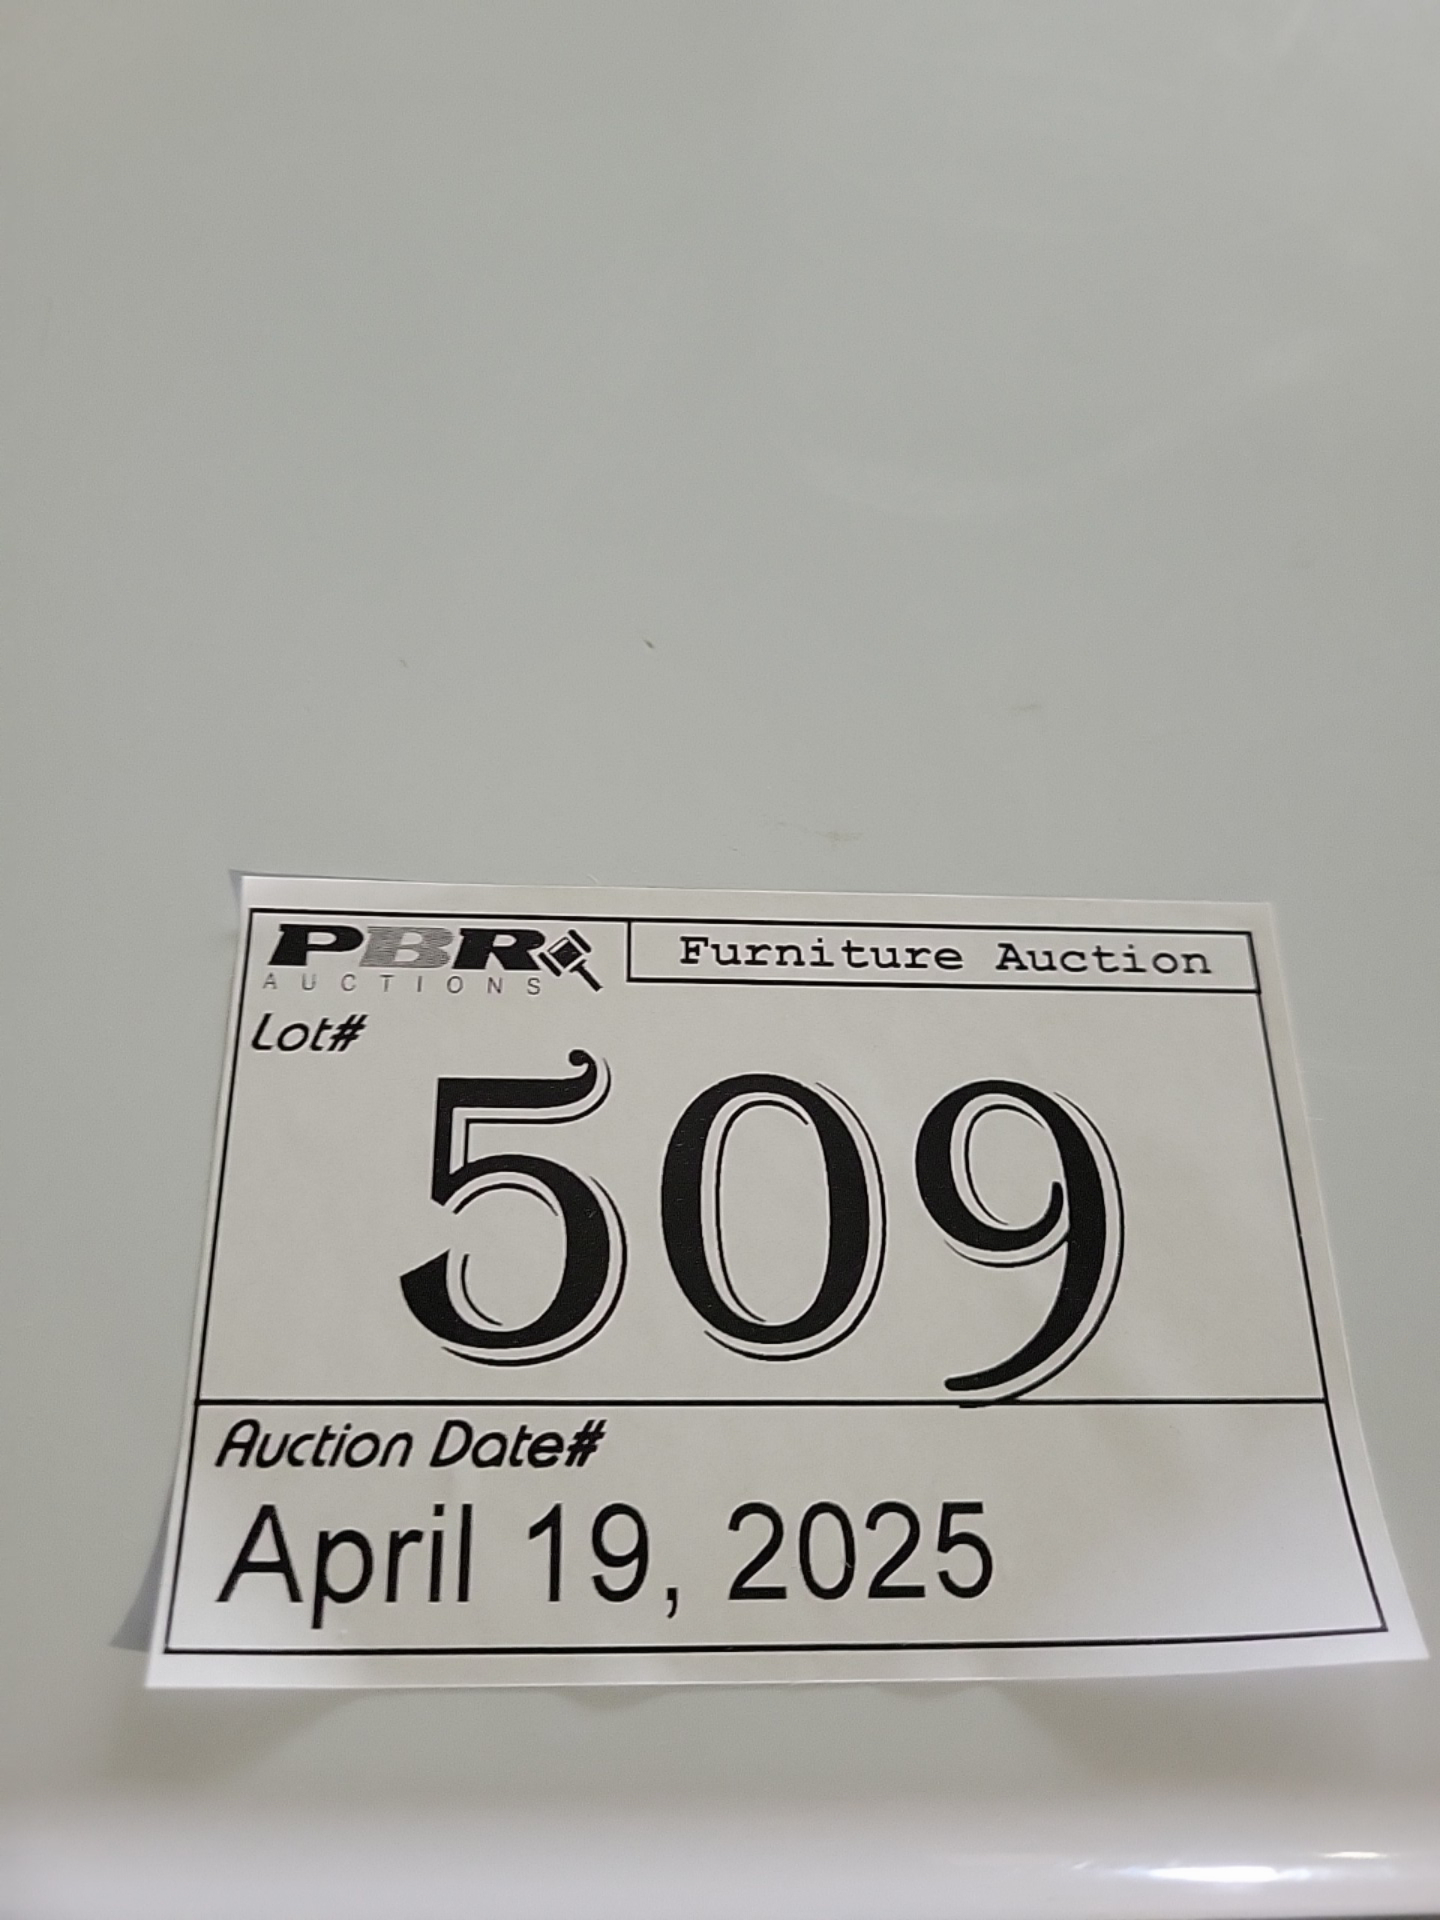 PBR Furniture Auction
AUCTIONS
Lot#
509
Auction Date#
April 19, 2025